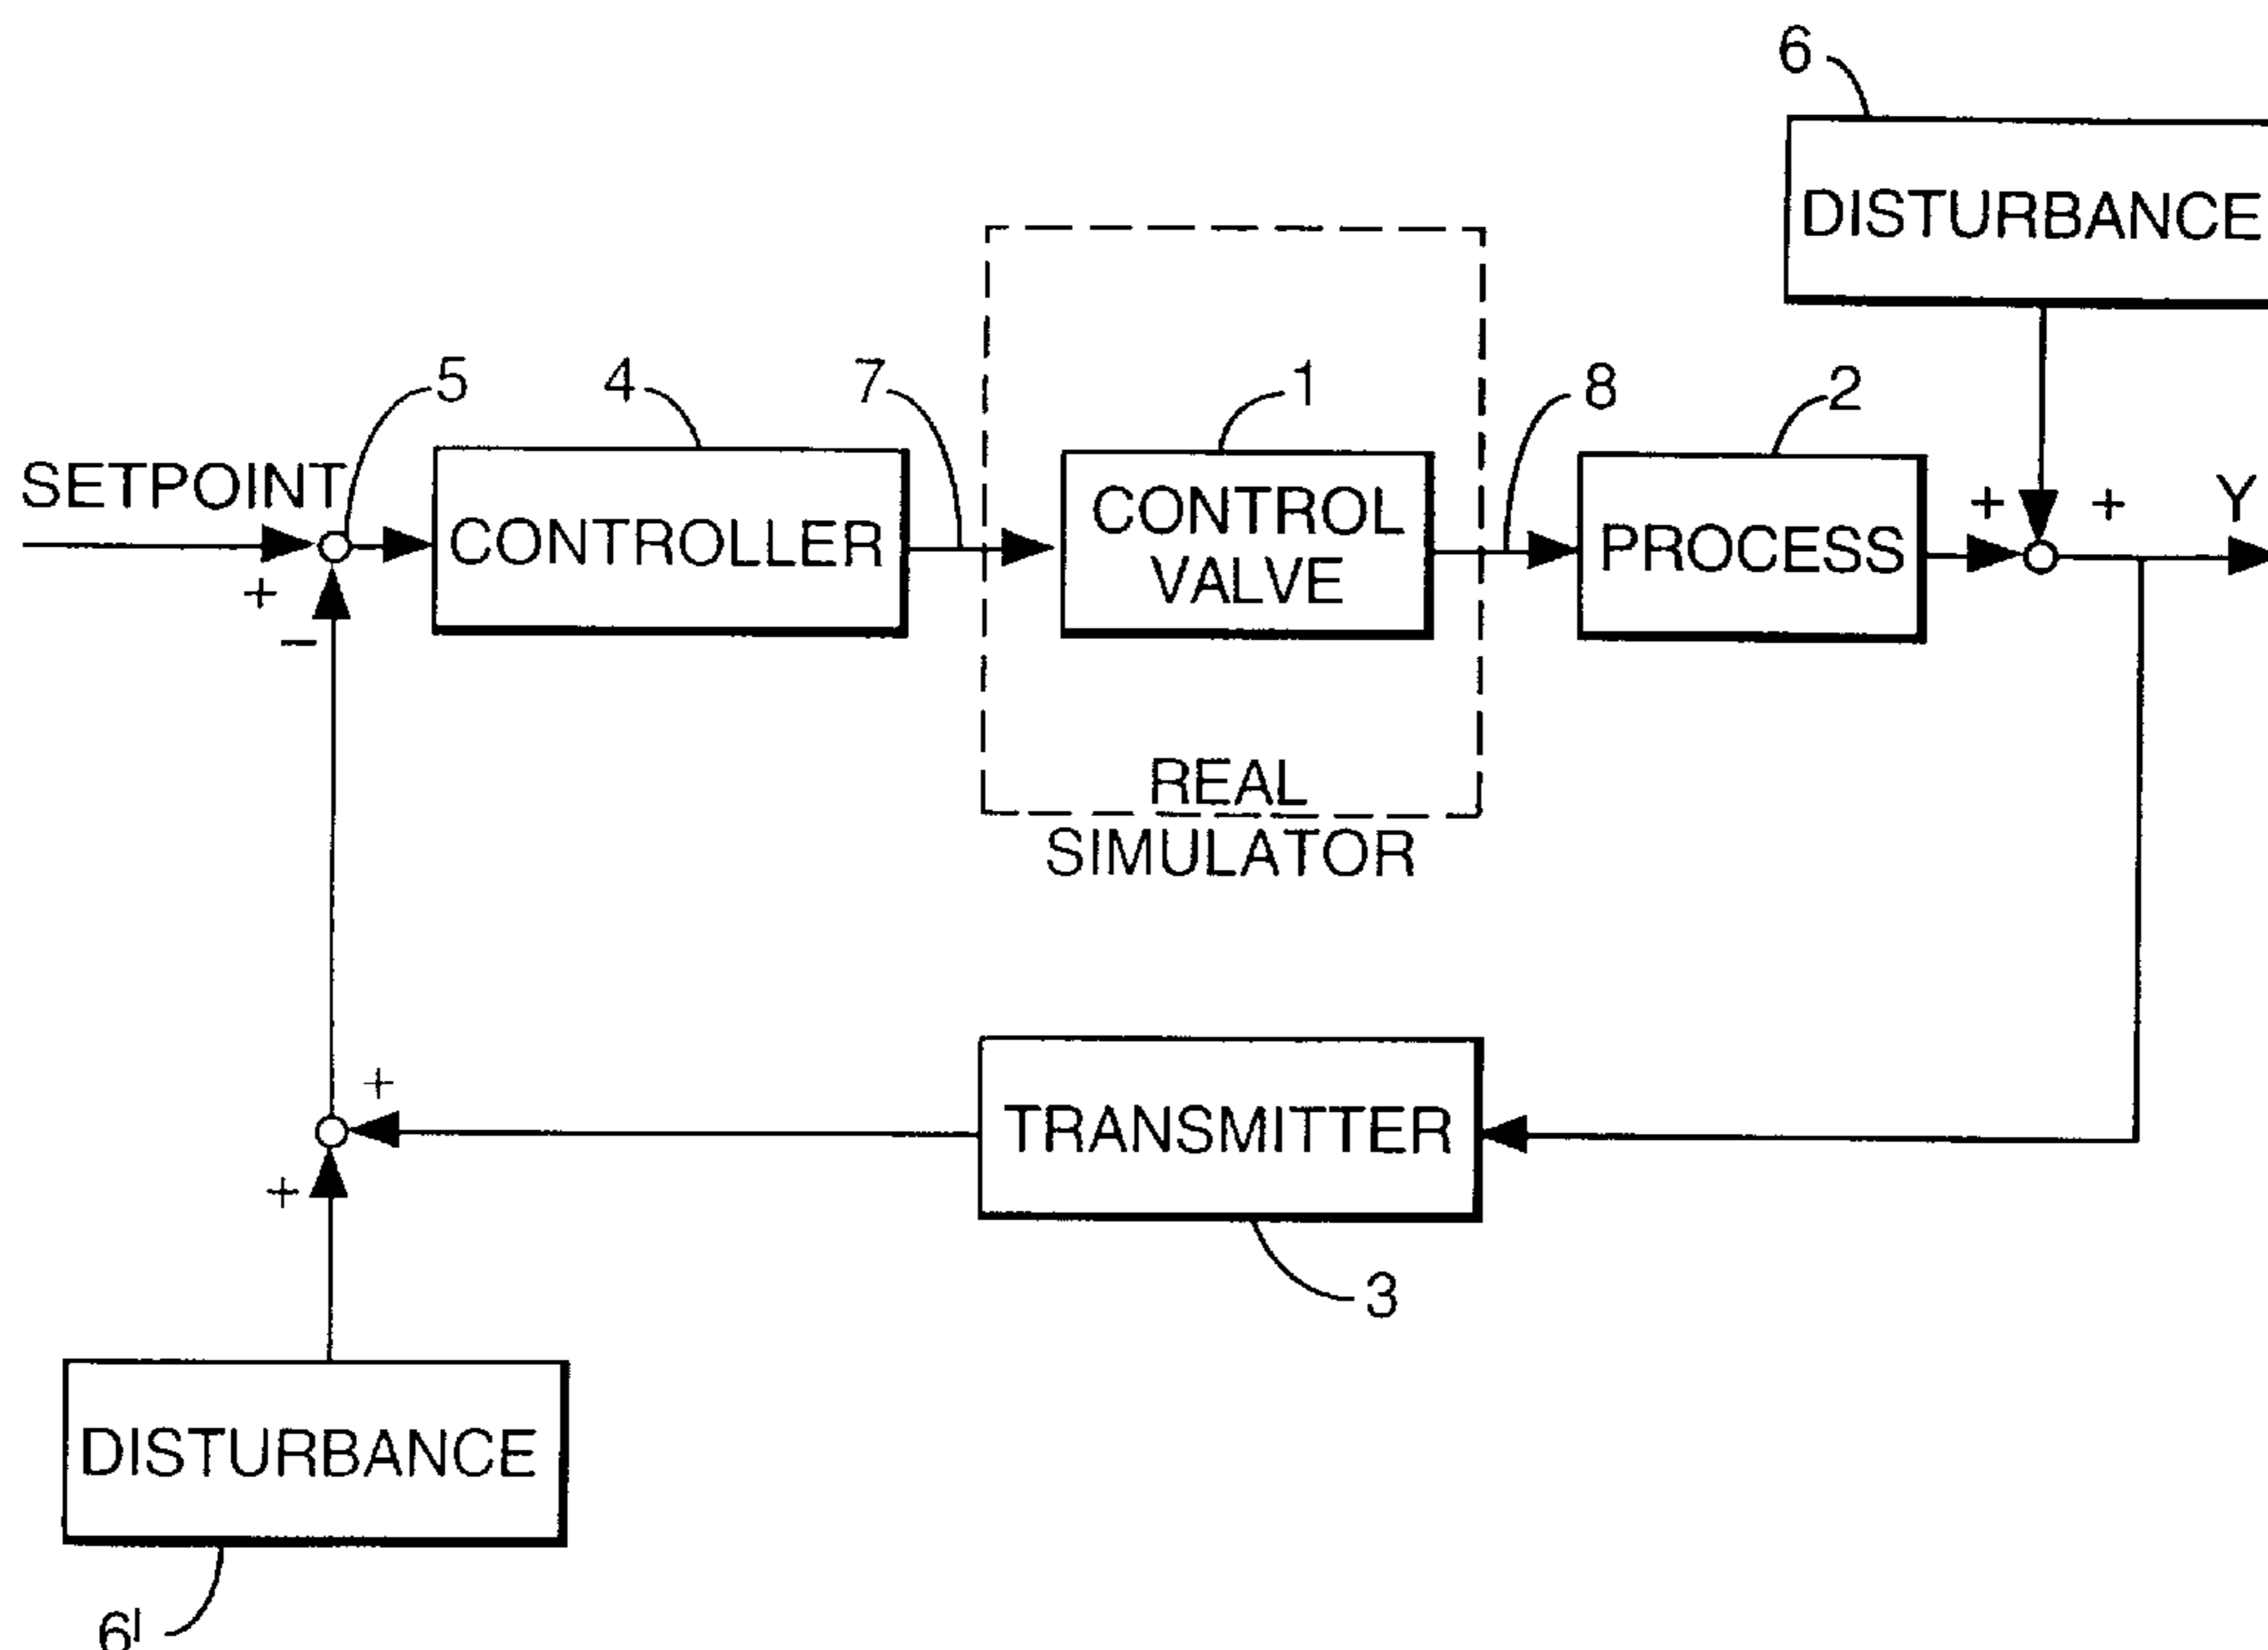 6
DISTURBANCE
5
4
7
1
8
2
SETPOINT
+
−
CONTROLLER
CONTROL
VALVE
PROCESS
+
+
Y
REAL
SIMULATOR
+
+
TRANSMITTER
3
DISTURBANCE
6'